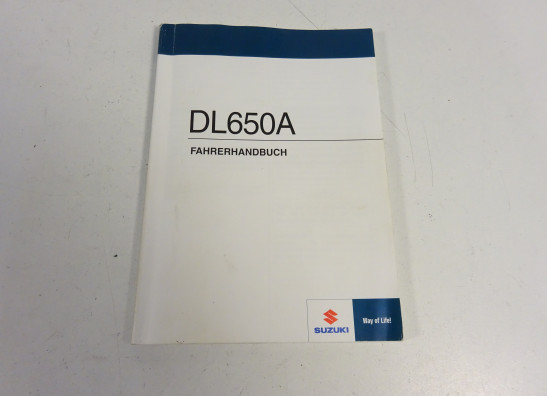 DL650A
FAHRERHANDBUCH
SUZUKI
Way of Life!